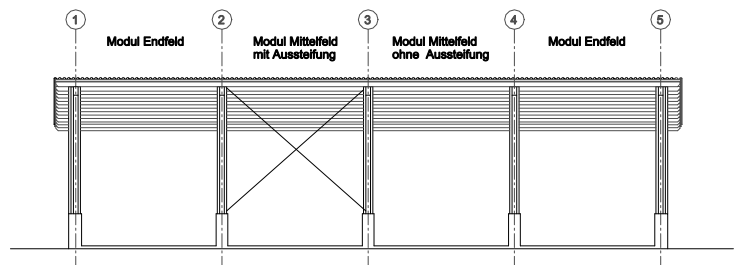 1 2 3 4 5
Modul Endfeld
Modul Mittelfeld
mit Aussteifung
Modul Mittelfeld
ohne Aussteifung
Modul Endfeld